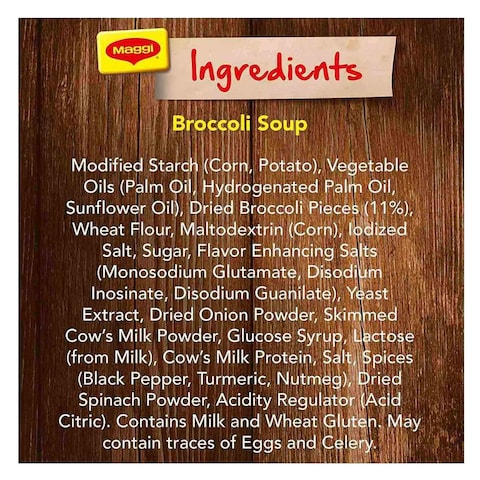 Maggi
Ingredients
Broccoli Soup
Modified Starch (Corn, Potato), Vegetable
Oils (Palm Oil, Hydrogenated Palm Oil,
Sunflower Oil), Dried Broccoli Pieces (11%),
Wheat Flour, Maltodextrin (Corn), Iodized
Salt, Sugar, Flavor Enhancing Salts
(Monosodium Glutamate, Disodium
Inosinate, Disodium Guanilate), Yeast
Extract, Dried Onion Powder, Skimmed
Cow's Milk Powder, Glucose Syrup, Lactose
(from Milk), Cow's Milk Protein, Salt, Spices
(Black Pepper, Turmeric, Nutmeg), Dried
Spinach Powder, Acidity Regulator (Acid
Citric). Contains Milk and Wheat Gluten. May
contain traces of Eggs and Celery.